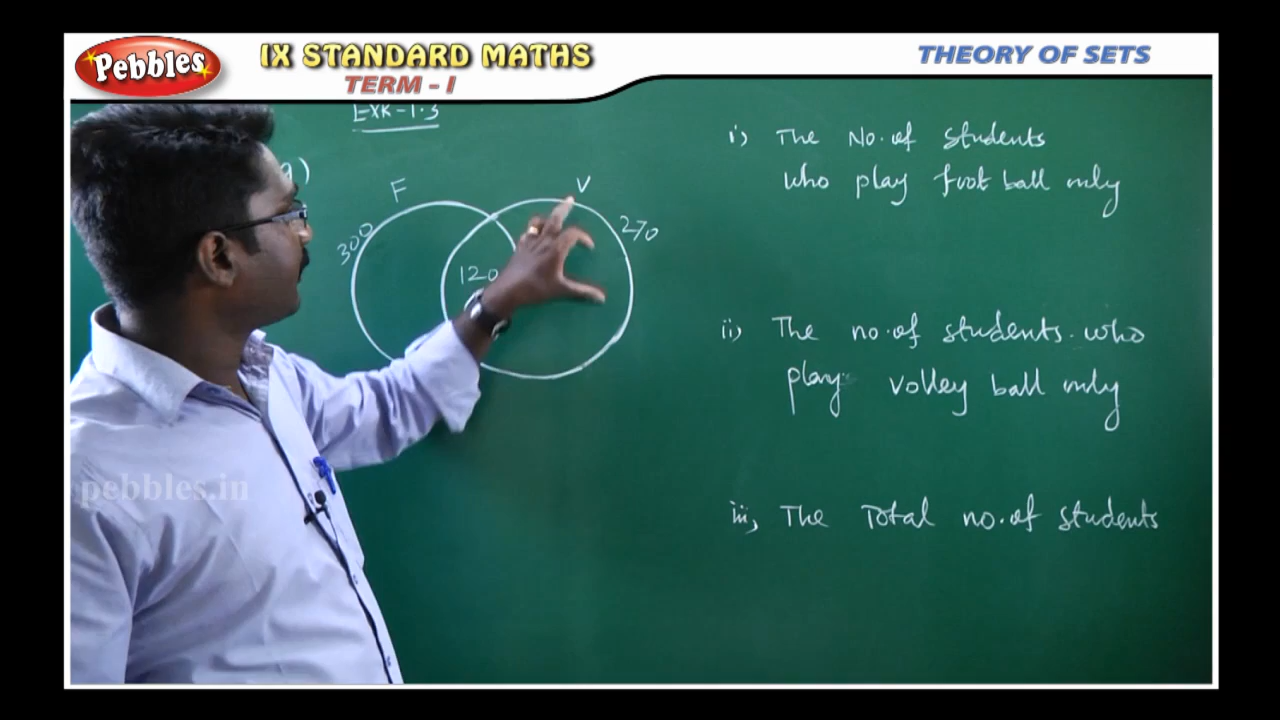 Pebbles
IX STANDARD MATHS
TERM - I
THEORY OF SETS
9)
F
V
300
270
120
i) The No. of Students
who play foot ball only
ii) The no. of students. who
play volley ball only
iii, The Total no. of students
pebbles.in